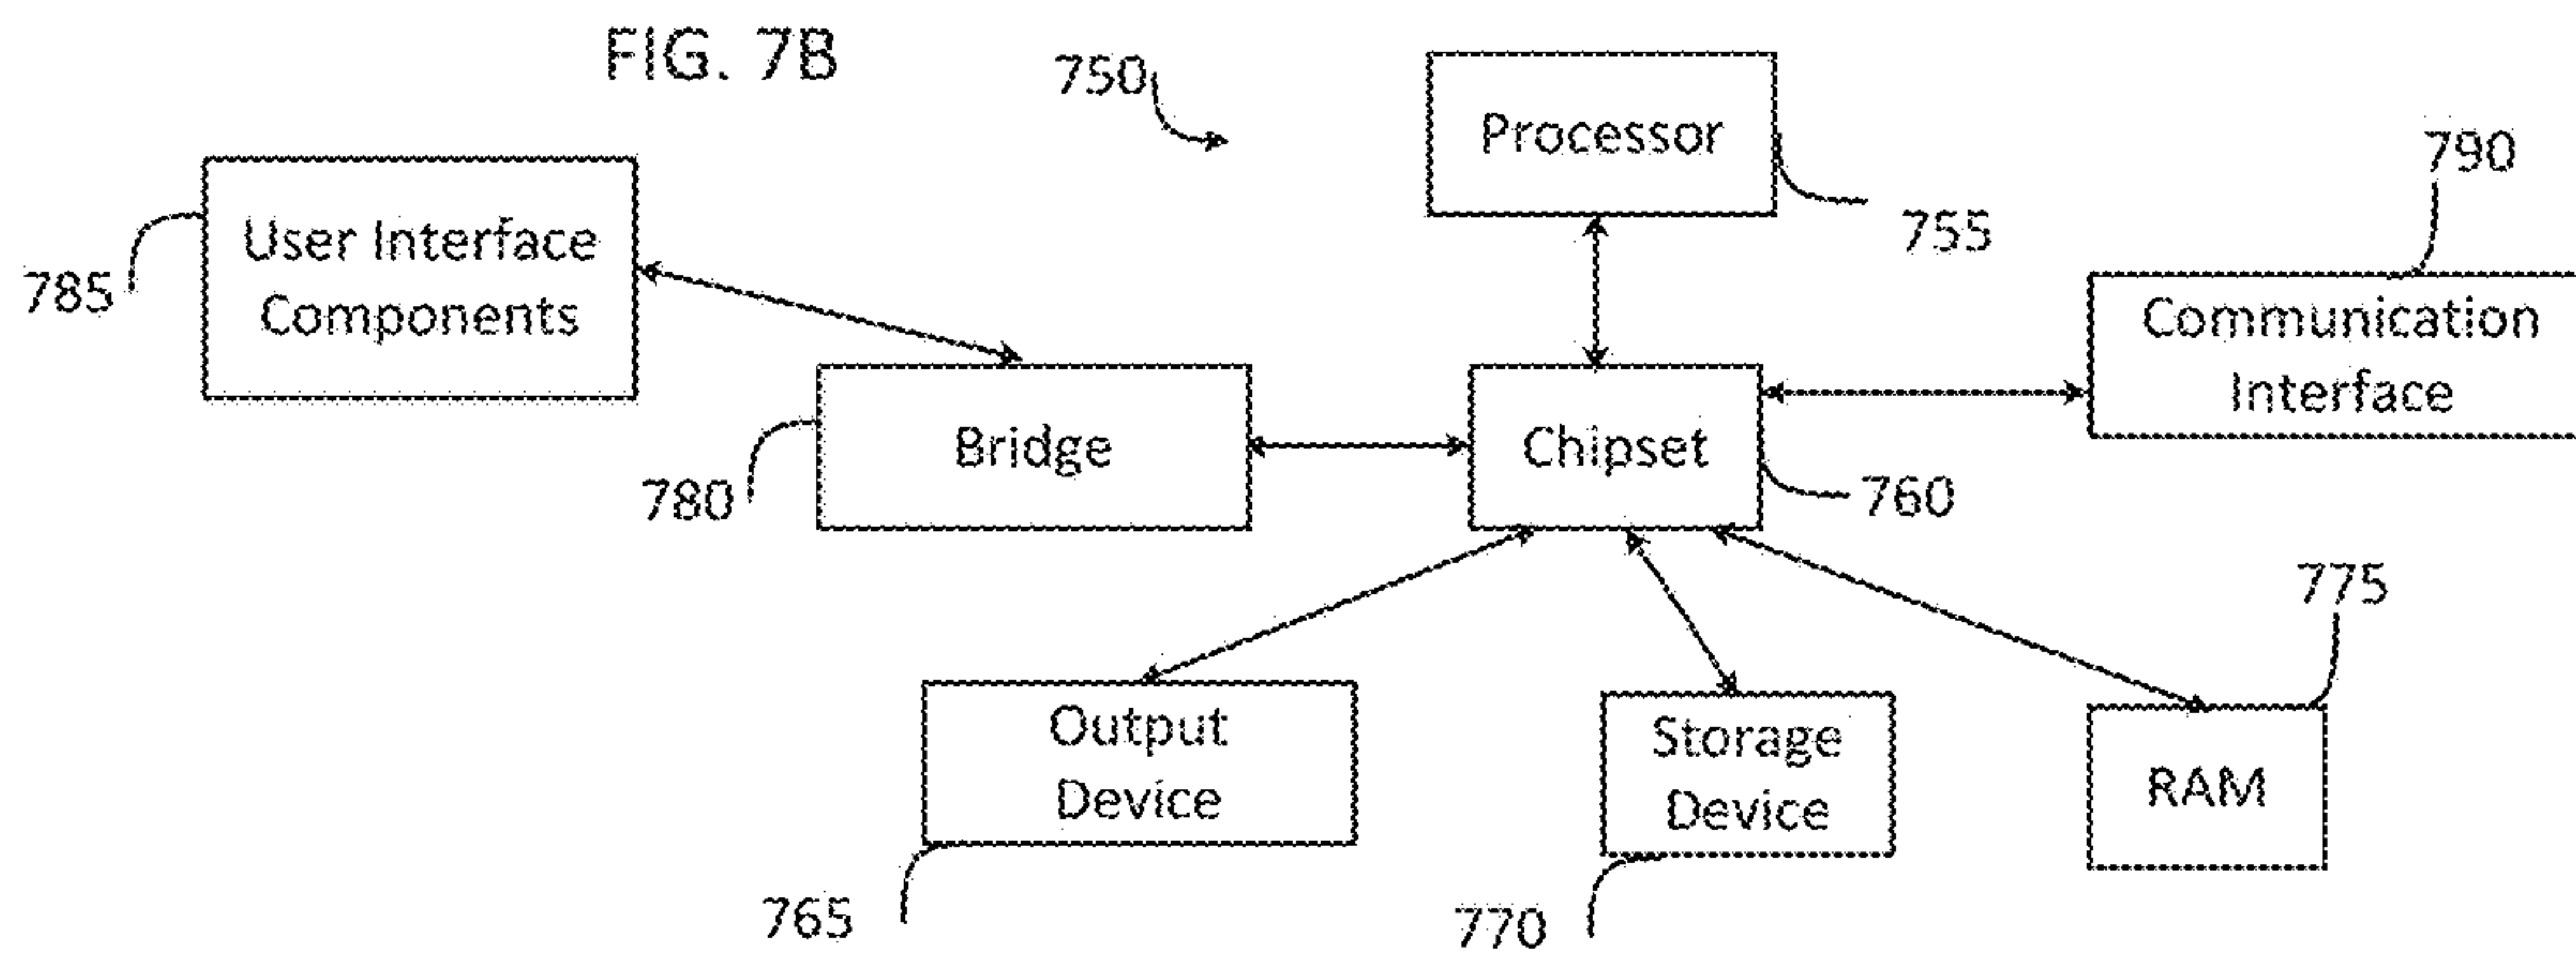 FIG. 7B
750
Processor
755
790
User Interface
Components
785
Communication
Interface
Bridge
780
Chipset
760
775
Output
Device
765
Storage
Device
770
RAM